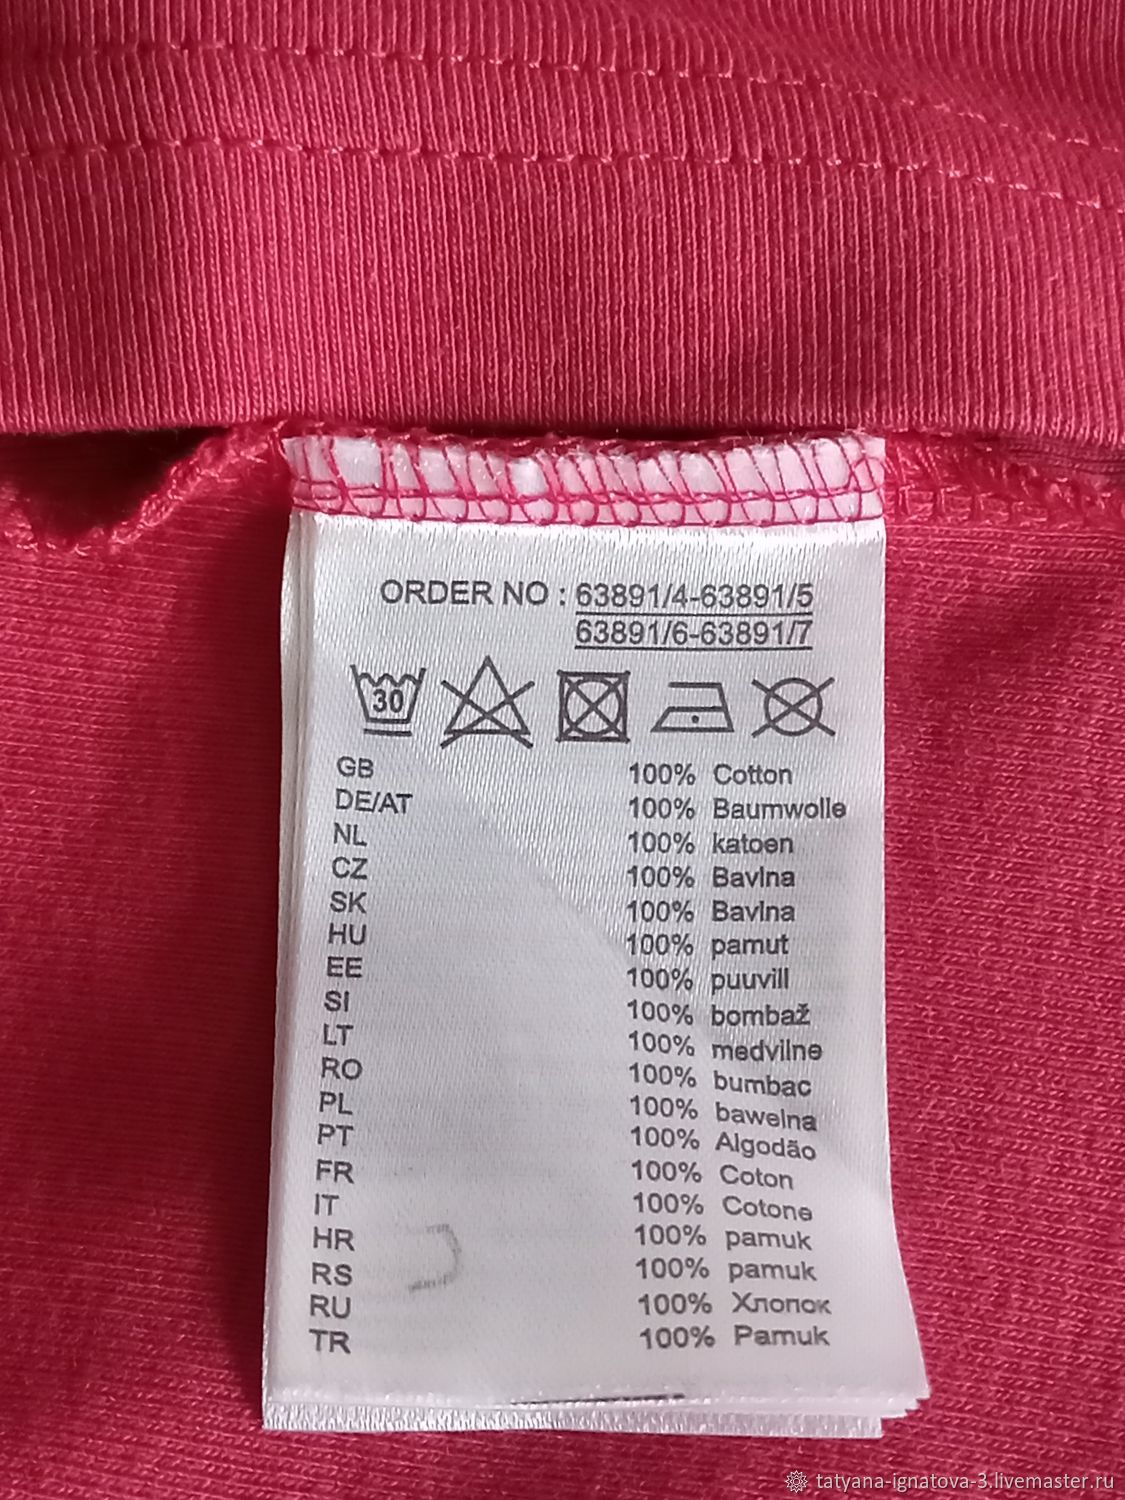 ORDER NO : 63891/4-63891/5
63891/6-63891/7
30
GB 100% Cotton
DE/AT 100% Baumwolle
NL 100% katoen
CZ 100% Bavlna
SK 100% Bavlna
HU 100% pamut
EE 100% puuvill
SI 100% bombaž
LT 100% medvilne
RO 100% bumbac
PL 100% bawelna
PT 100% Algodão
FR 100% Coton
IT 100% Cotone
HR 100% pamuk
RS 100% pamuk
RU 100% Хлопок
TR 100% Pamuk
tatyana-ignatova-3.livemaster.ru